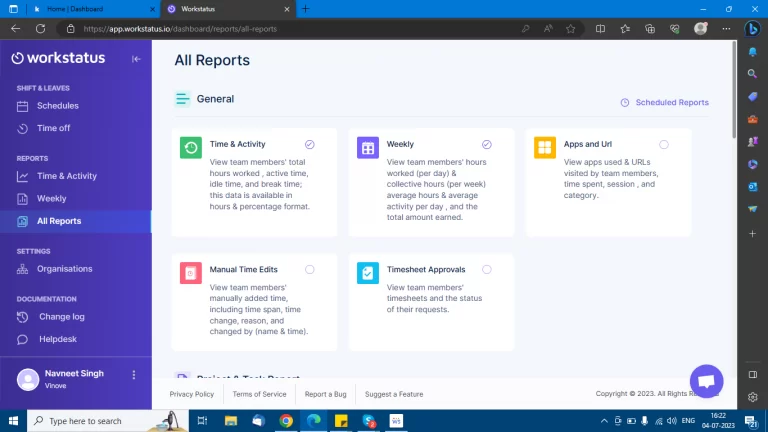 Home | Dashboard
Workstatus
https://app.workstatus.io/dashboard/reports/all-reports
workstatus
SHIFT & LEAVES
Schedules
Time off
REPORTS
Time & Activity
Weekly
All Reports
SETTINGS
Organisations
DOCUMENTATION
Change log
Helpdesk
Navneet Singh
Vinove
All Reports
General
Scheduled Reports
Time & Activity
View team members' total
hours worked , active time,
idle time, and break time;
this data is available in
hours & percentage format.
Weekly
View team members' hours
worked (per day) &
collective hours (per week)
average hours & average
activity per day , and the
total amount earned.
Apps and Url
View apps used & URLs
visited by team members,
time spent, session , and
category.
Manual Time Edits
View team members'
manually added time,
including time span, time
change, reason, and
changed by (name & time).
Timesheet Approvals
View team members'
timesheets and the status
of their requests.
Project & Task Report
Privacy Policy
Terms of Service
Report a Bug
Suggest a Feature
Copyright © 2023. All Rights
Type here to search
ENG
16:22
04-07-2023
21